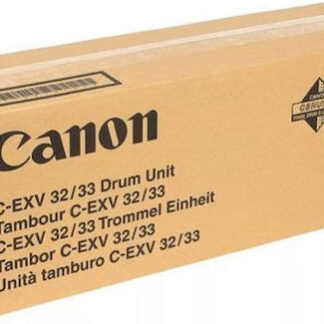 GENUINE
Canon
C-EXV 32/33 Drum Unit
Tambour C-EXV 32/33
C-EXV 32/33 Trommel Einheit
Tambor C-EXV 32/33
Unità tamburo C-EXV 32/33